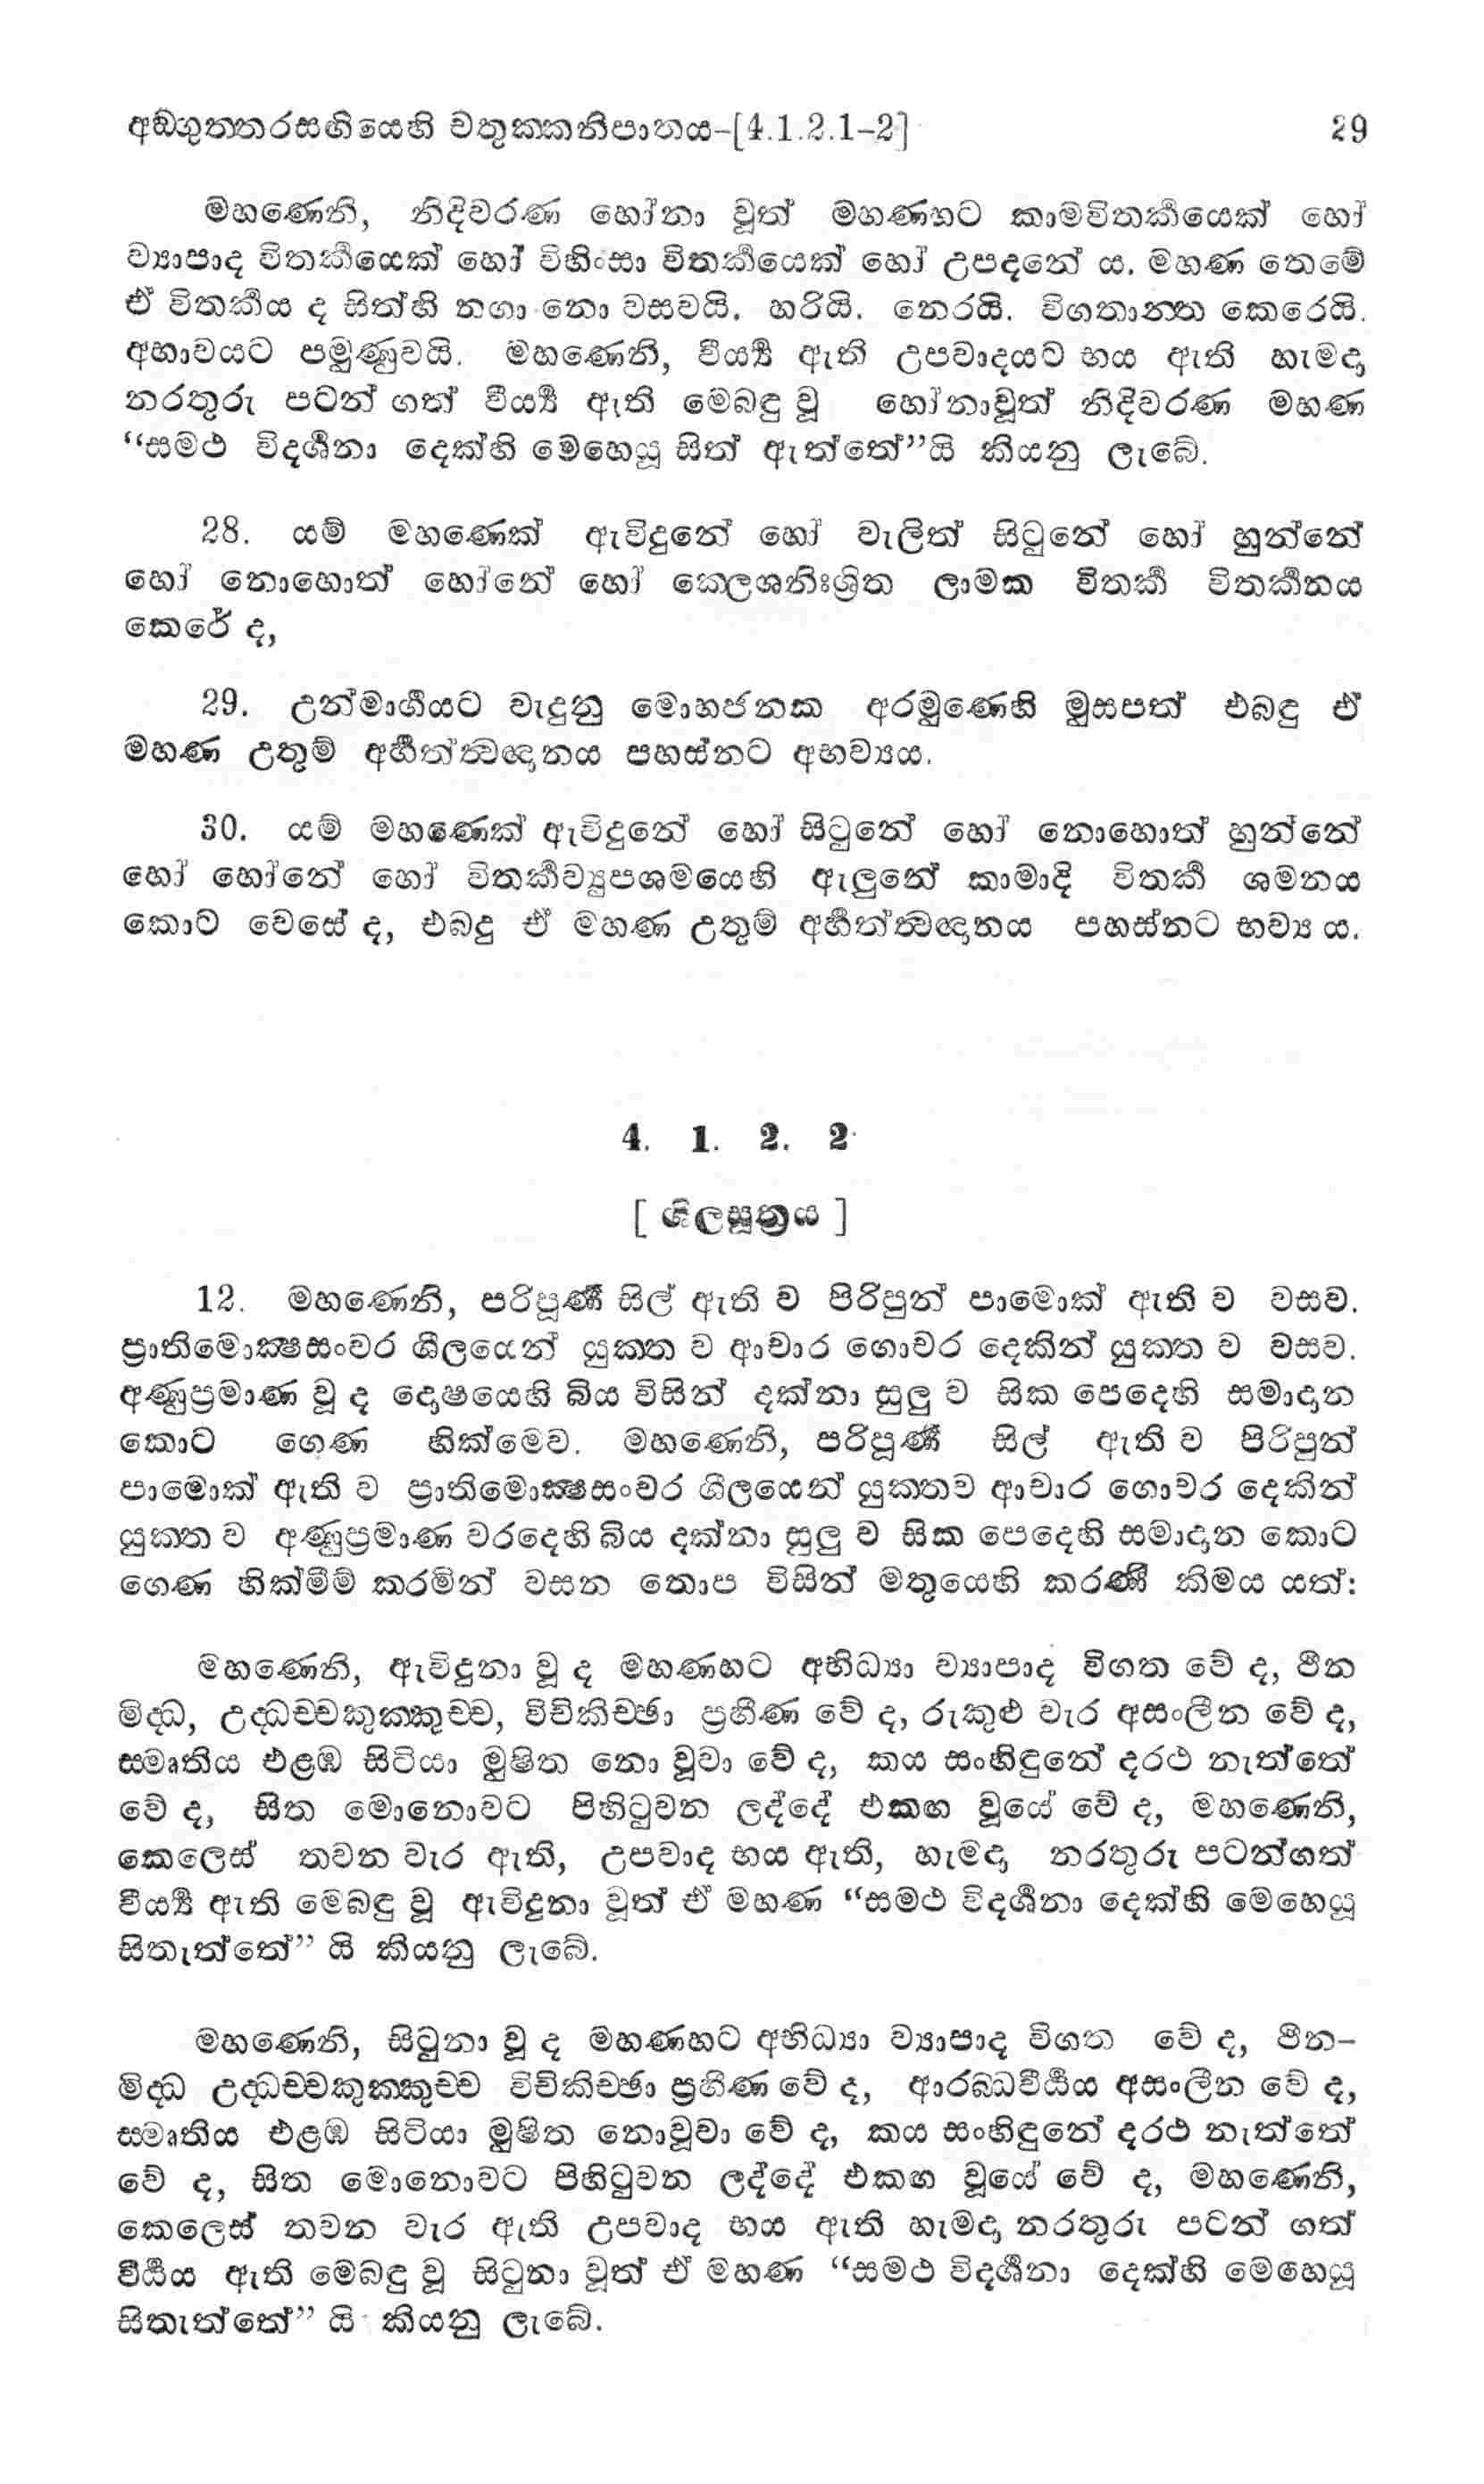 අඞ්ගුත්තරසඟියෙහි චතුක්කනිපාතය–[4.1.2.1–2] 29
මහණෙනි, නිදිවරණ හෝනා වූත් මහණහට කාමවිතර්කයෙක් හෝ
ව්‍යාපාද විතර්කයෙක් හෝ විහිංසා විතර්කයෙක් හෝ උපදනේ ය. මහණ තෙමේ
ඒ විතර්කය ද සිත්හි නගා නො වසවයි. හරියි. නෙරයි. විගතාන්ත කෙරෙයි.
අභාවයට පමුණුවයි. මහණෙනි, වීර්ය්‍ය ඇති උපවාදයට භය ඇති හැමදා
නරතුරු පටන් ගත් වීර්ය්‍ය ඇති මෙබඳු වූ හෝනාවූත් නිදිවරණ මහණ
“සමථ විදර්ශනා දෙක්හි මෙහෙයූ සිත් ඇත්තේ”යි කියනු ලැබේ.
28. යම් මහණෙක් ඇවිදුනේ හෝ වැලිත් සිටුනේ හෝ හුන්නේ
හෝ නොහොත් හෝනේ හෝ කෙලශනිඃශ්‍රිත ලාමක විතර්ක විතර්කනය
කෙරේ ද,
29. උන්මාර්ගයට වැදුනු මොහජනක අරමුණෙහි මුසපත් එබඳු ඒ
මහණ උතුම් අර්හත්ත්වඥානය පහස්නට අභව්‍යය.
30. යම් මහණෙක් ඇවිදුනේ හෝ සිටුනේ හෝ නොහොත් හුන්නේ
හෝ හෝනේ හෝ විතර්කව්‍යුපශමයෙහි ඇලුනේ කාමාදි විතර්ක ශමනය
කොට වෙසේ ද, එබදු ඒ මහණ උතුම් අර්හත්ත්වඥානය පහස්නට භව්‍ය ය.
4. 1. 2. 2
[ ශීලසූත්‍රය ]
12. මහණෙනි, පරිපූර්ණ සිල් ඇති ව පිරිපුන් පාමොක් ඇති ව වසව.
ප්‍රාතිමොක්ෂසංවර ශීලයෙන් යුක්ත ව ආචාර ගොචර දෙකින් යුක්ත ව වසව.
අණුප්‍රමාණ වූ ද දොෂයෙහි බිය විසින් දක්නා සුලු ව සික පෙදෙහි සමාදාන
කොට ගෙණ හික්මෙව. මහණෙනි, පරිපූර්ණ සිල් ඇති ව පිරිපුන්
පාමොක් ඇති ව ප්‍රාතිමොක්ෂසංවර ශීලයෙන් යුක්තව ආචාර ගොචර දෙකින්
යුක්ත ව අණුප්‍රමාණ වරදෙහි බිය දක්නා සුලු ව සික පෙදෙහි සමාදාන කොට
ගෙණ හික්මීම් කරමින් වසන තොප විසින් මතුයෙහි කරණී කිමය යත්:
මහණෙනි, ඇවිදුනා වූ ද මහණහට අභිධ්‍යා ව්‍යාපාද විගත වේ ද, ථීන
මිද්ධ, උද්ධච්චකුක්කුච්ච, විචිකිච්ඡා ප්‍රහීණ වේ ද, රුකුළු වැර අසංලීන වේ ද,
සමෘතිය එළඹ සිටියා මුෂිත නො වූවා වේ ද, කය සංහිඳුනේ දරථ නැත්තේ
වේ ද, සිත මොනොවට පිහිටුවන ලද්දේ එකඟ වූයේ වේ ද, මහණෙනි,
කෙලෙස් තවන වැර ඇති, උපවාද භය ඇති, හැමදා නරතුරු පටන්ගත්
වීර්ය්‍ය ඇති මෙබඳු වූ ඇවිදුනා වූත් ඒ මහණ “සමථ විදර්ශනා දෙක්හි මෙහෙයූ
සිතැත්තේ” යි කියනු ලැබේ.
මහණෙනි, සිටුනා වූ ද මහණහට අභිධ්‍යා ව්‍යාපාද විගත වේ ද, ථීන–
මිද්ධ උද්ධච්චකුක්කුච්ච විචිකිච්ඡා ප්‍රහීණ වේ ද, ආරබ්ධවීර්යය අසංලීන වේ ද,
සමෘතිය එළඹ සිටියා මුෂිත නොවූවා වේ ද, කය සංහිඳුනේ දරථ නැත්තේ
වේ ද, සිත මොනොවට පිහිටුවන ලද්දේ එකඟ වූයේ වේ ද, මහණෙනි,
කෙලෙස් තවන වැර ඇති උපවාද භය ඇති හැමදා නරතුරු පටන් ගත්
වීර්යය ඇති මෙබඳු වූ සිටුනා වූත් ඒ මහණ “සමථ විදර්ශනා දෙක්හි මෙහෙයූ
සිතැත්තේ” යි කියනු ලැබේ.